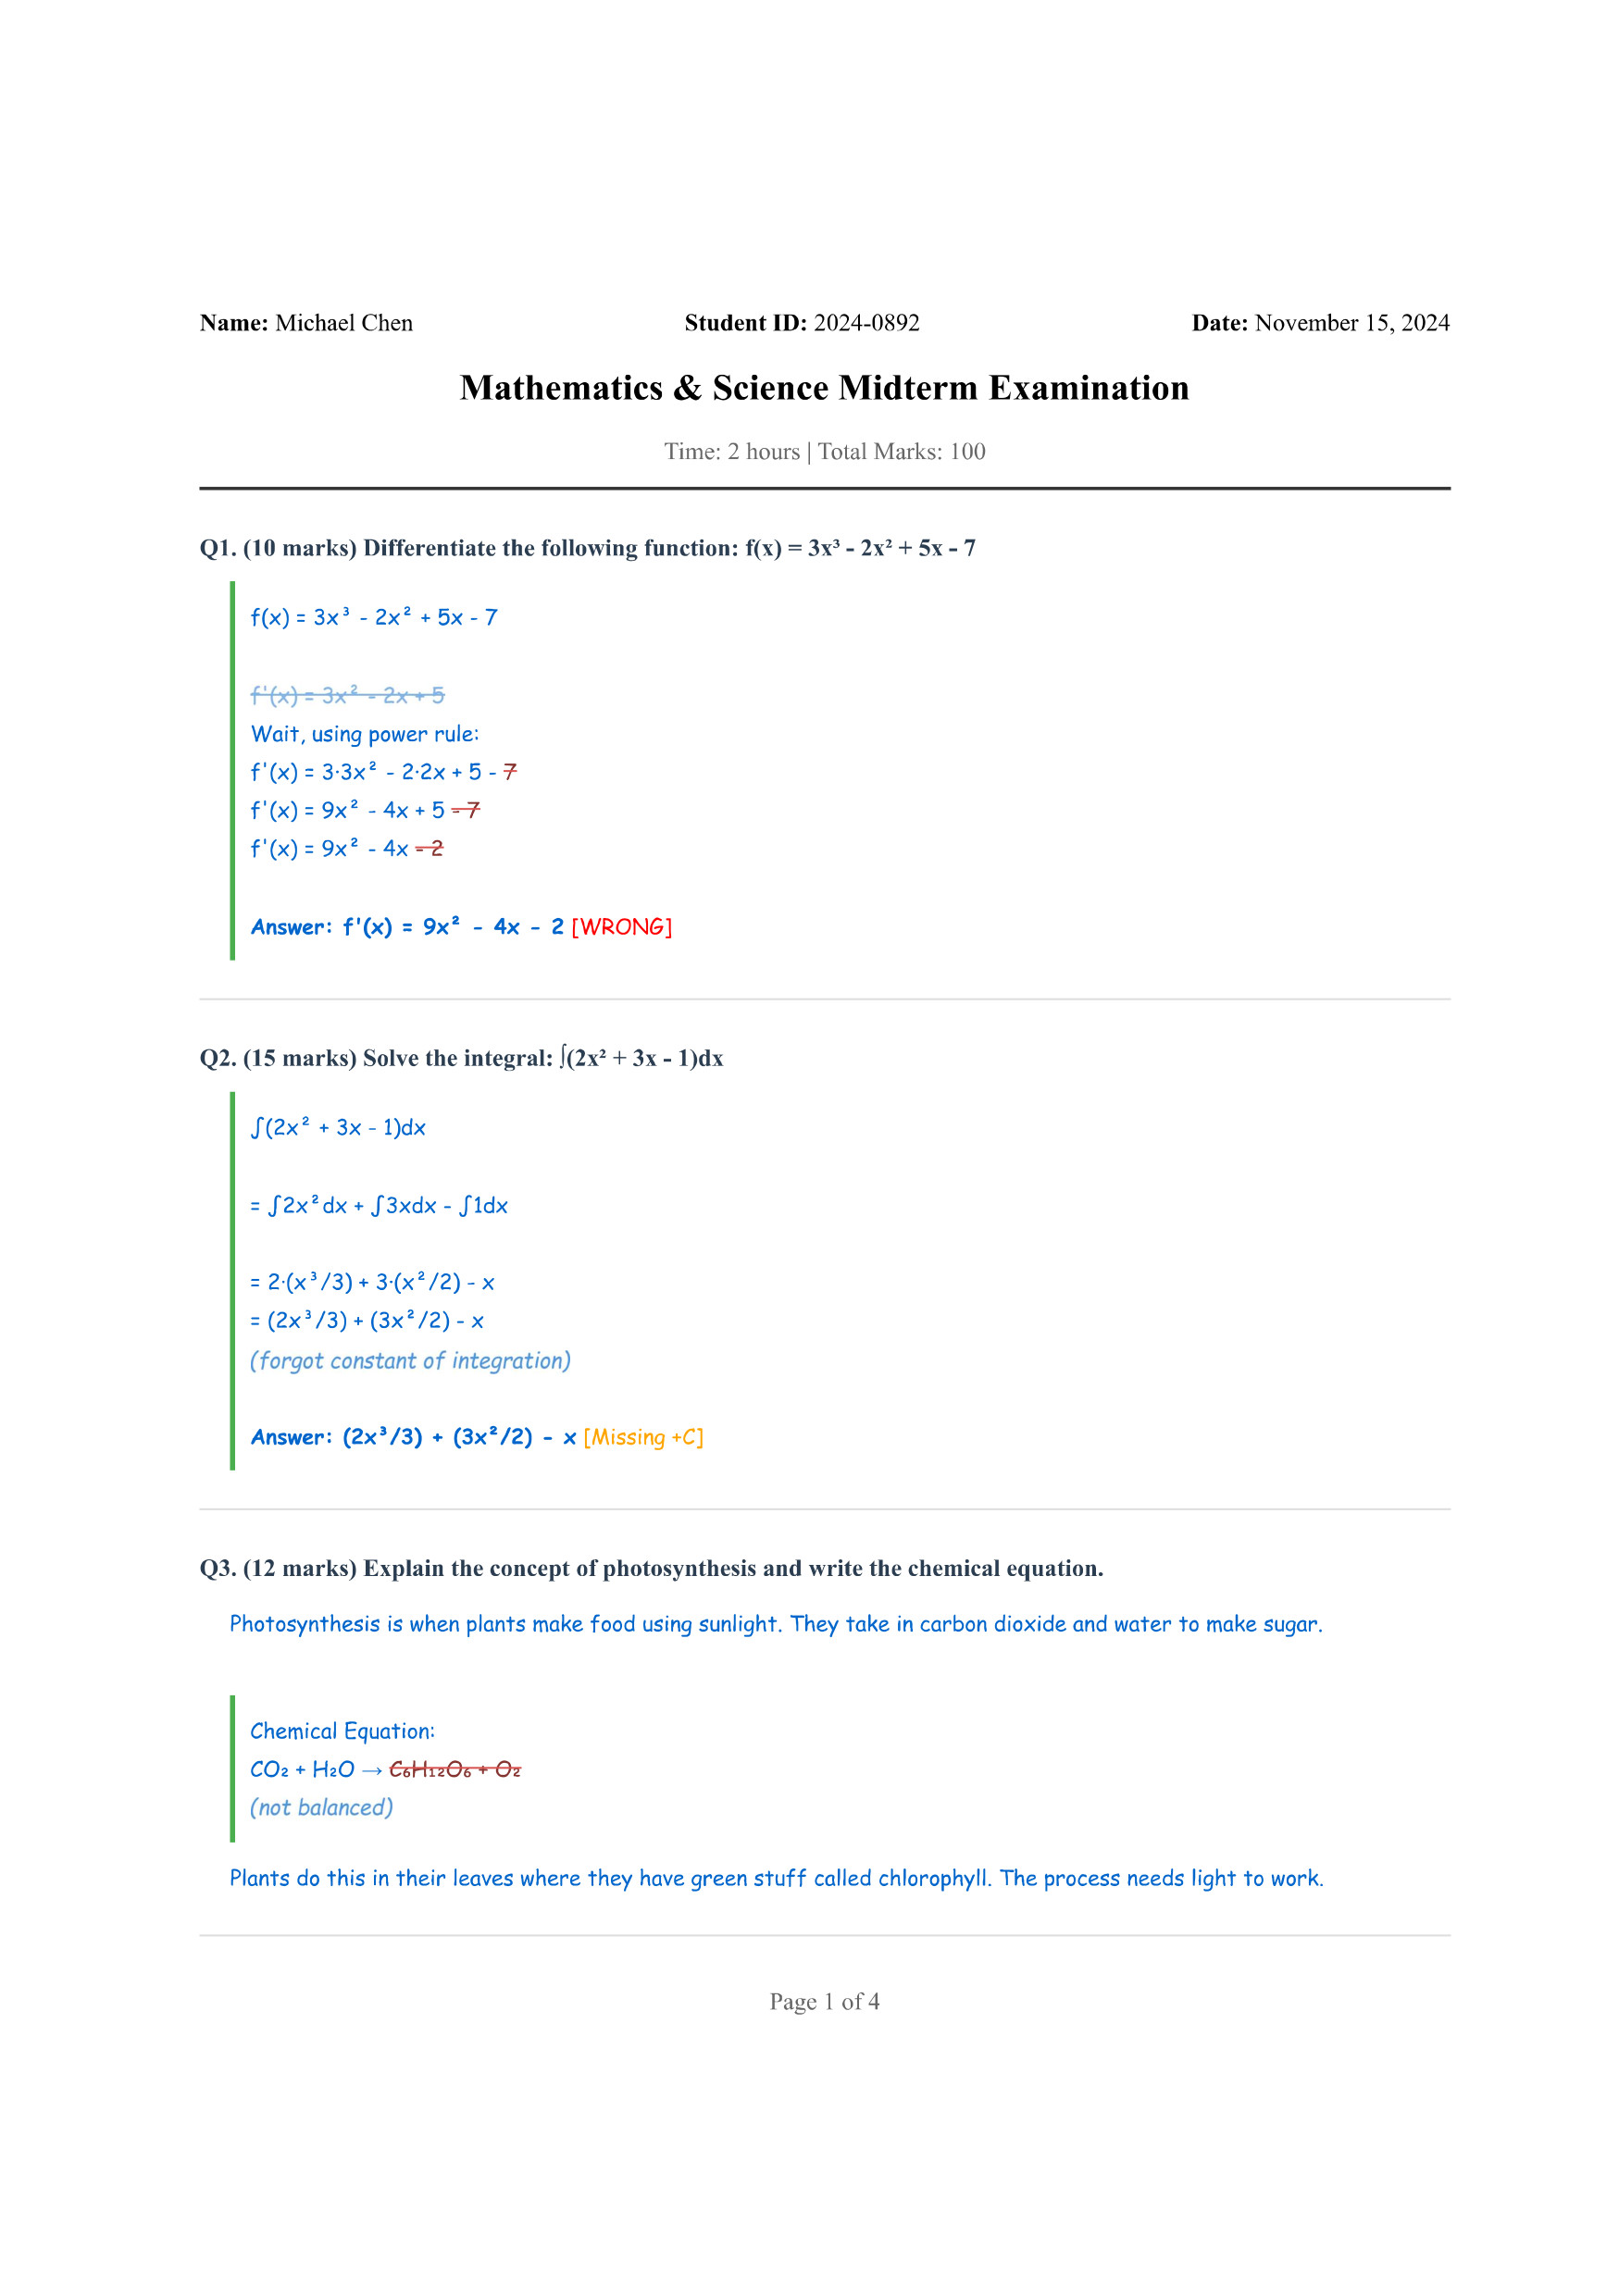 Name: Michael Chen Student ID: 2024-0892 Date: November 15, 2024
Mathematics & Science Midterm Examination
Time: 2 hours | Total Marks: 100
Q1. (10 marks) Differentiate the following function: f(x) = 3x³ - 2x² + 5x - 7
f(x) = 3x³ - 2x² + 5x - 7
f'(x) = 3x² - 2x + 5
Wait, using power rule:
f'(x) = 3·3x² - 2·2x + 5 - 7
f'(x) = 9x² - 4x + 5 - 7
f'(x) = 9x² - 4x - 2
Answer: f'(x) = 9x² - 4x - 2 [WRONG]
Q2. (15 marks) Solve the integral: ∫(2x² + 3x - 1)dx
∫(2x² + 3x - 1)dx
= ∫2x²dx + ∫3xdx - ∫1dx
= 2·(x³/3) + 3·(x²/2) - x
= (2x³/3) + (3x²/2) - x
(forgot constant of integration)
Answer: (2x³/3) + (3x²/2) - x [Missing +C]
Q3. (12 marks) Explain the concept of photosynthesis and write the chemical equation.
Photosynthesis is when plants make food using sunlight. They take in carbon dioxide and water to make sugar.
Chemical Equation:
CO₂ + H₂O → C₆H₁₂O₆ + O₂
(not balanced)
Plants do this in their leaves where they have green stuff called chlorophyll. The process needs light to work.
Page 1 of 4